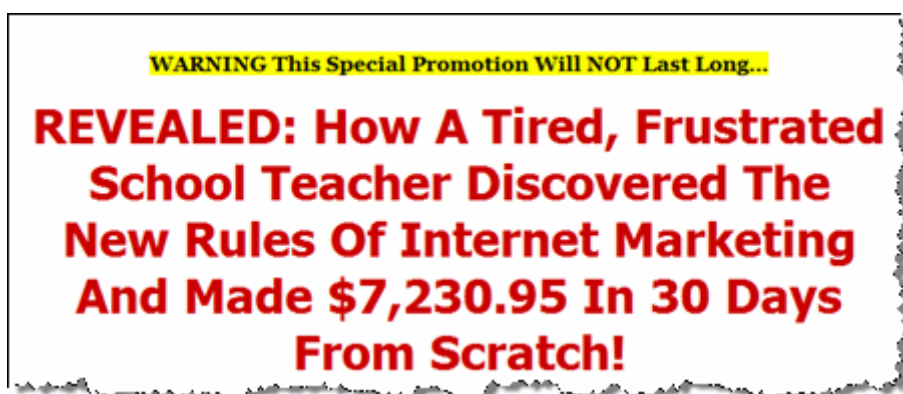 WARNING This Special Promotion Will NOT Last Long...
REVEALED: How A Tired, Frustrated
School Teacher Discovered The
New Rules Of Internet Marketing
And Made $7,230.95 In 30 Days
From Scratch!